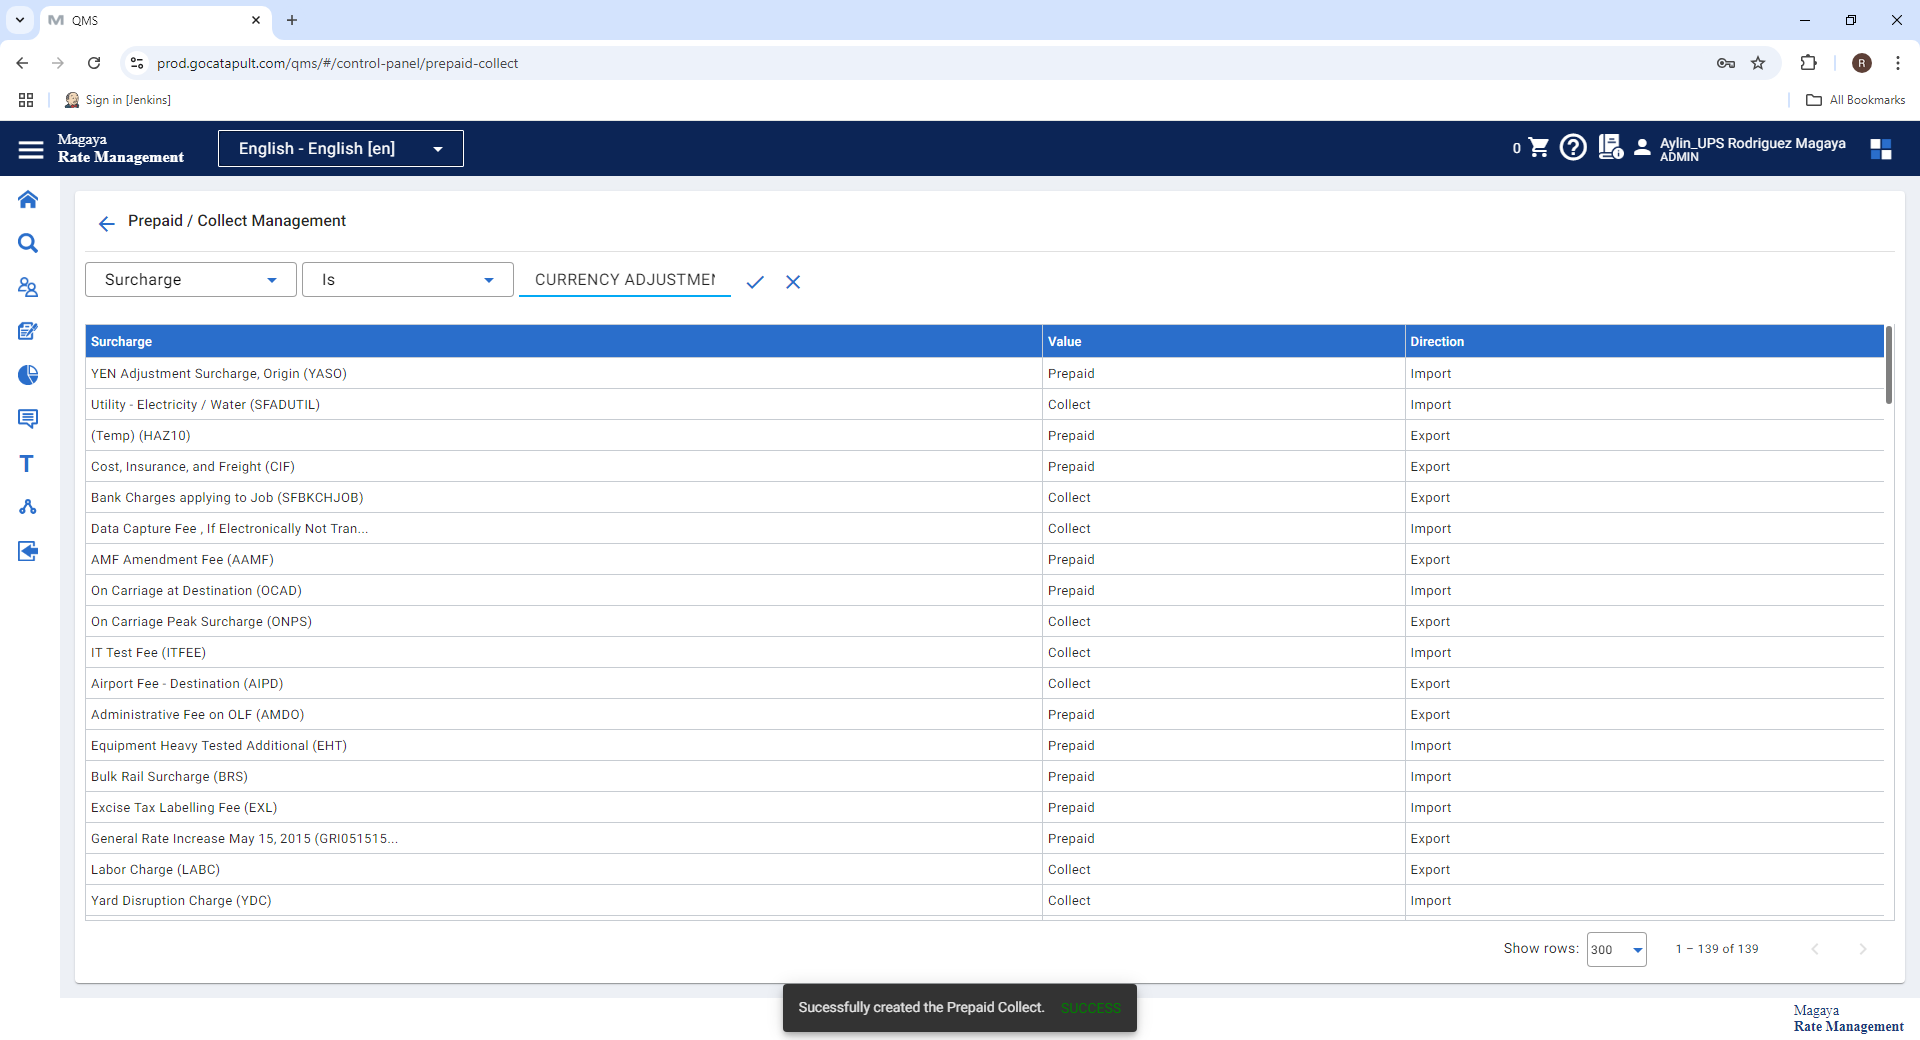 QMS
prod.gocatapult.com/qms/#/control-panel/prepaid-collect
R
Sign in [Jenkins]
All Bookmarks
Magaya
Rate Management
English - English [en]
0
Aylin_UPS Rodriguez Magaya
ADMIN
Prepaid / Collect Management
Surcharge
Is
CURRENCY ADJUSTMEN
Surcharge Value Direction
YEN Adjustment Surcharge, Origin (YASO) Prepaid Import
Utility - Electricity / Water (SFADUTIL) Collect Import
(Temp) (HAZ10) Prepaid Export
Cost, Insurance, and Freight (CIF) Prepaid Export
Bank Charges applying to Job (SFBKCHJOB) Collect Export
Data Capture Fee , If Electronically Not Tran... Collect Import
AMF Amendment Fee (AAMF) Prepaid Export
On Carriage at Destination (OCAD) Prepaid Import
On Carriage Peak Surcharge (ONPS) Collect Export
IT Test Fee (ITFEE) Collect Import
Airport Fee - Destination (AIPD) Collect Export
Administrative Fee on OLF (AMDO) Prepaid Export
Equipment Heavy Tested Additional (EHT) Prepaid Import
Bulk Rail Surcharge (BRS) Prepaid Import
Excise Tax Labelling Fee (EXL) Prepaid Import
General Rate Increase May 15, 2015 (GRI051515... Prepaid Export
Labor Charge (LABC) Collect Export
Yard Disruption Charge (YDC) Collect Import
Show rows: 300 1 – 139 of 139
Sucessfully created the Prepaid Collect. SUCCESS
Magaya
Rate Management